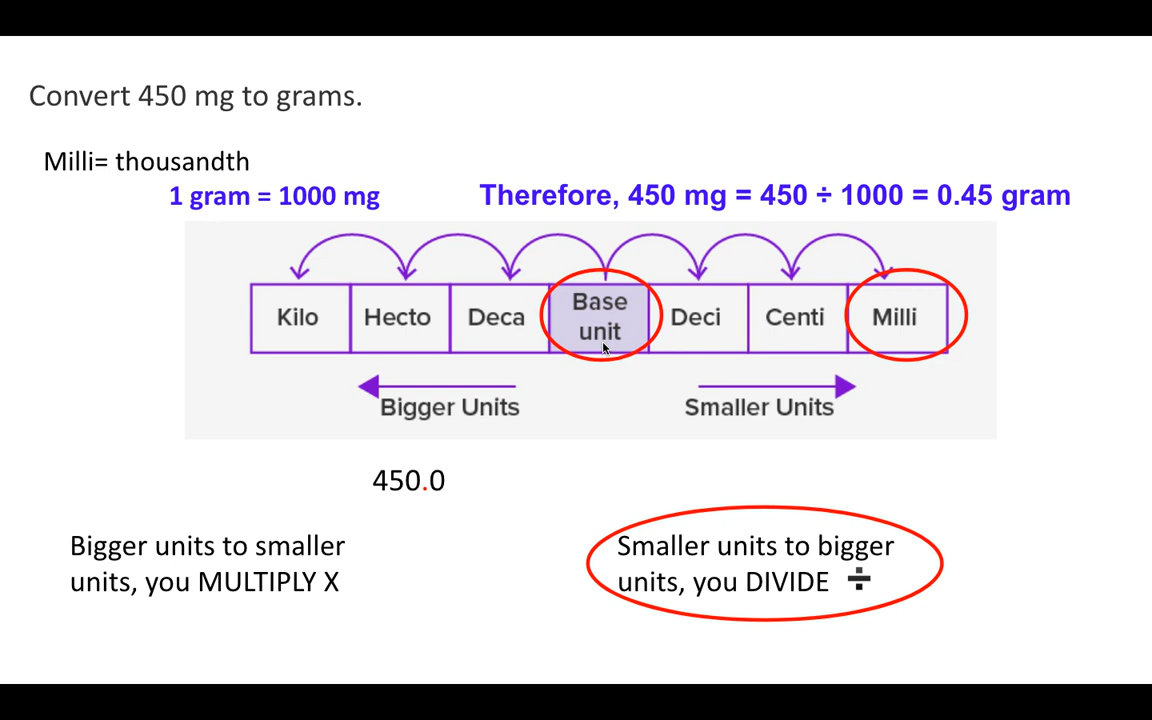 Convert 450 mg to grams.
Milli= thousandth
1 gram = 1000 mg
Therefore, 450 mg = 450 ÷ 1000 = 0.45 gram
Kilo
Hecto
Deca
Base
unit
Deci
Centi
Milli
Bigger Units
Smaller Units
450.0
Bigger units to smaller
units, you MULTIPLY X
Smaller units to bigger
units, you DIVIDE ÷